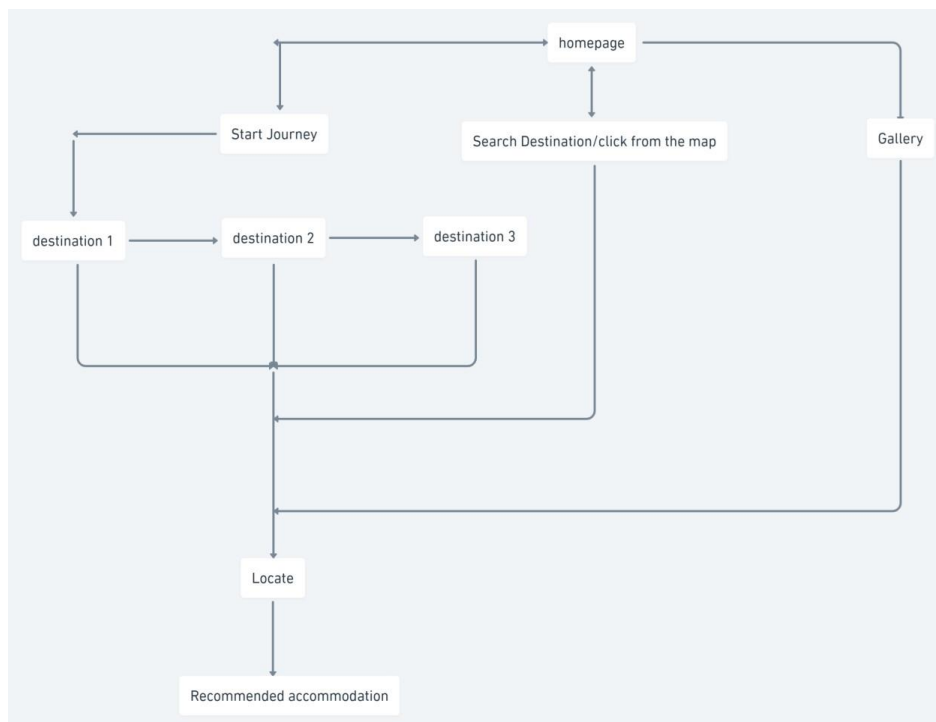 homepage
Start Journey
Search Destination/click from the map
Gallery
destination 1
destination 2
destination 3
Locate
Recommended accommodation